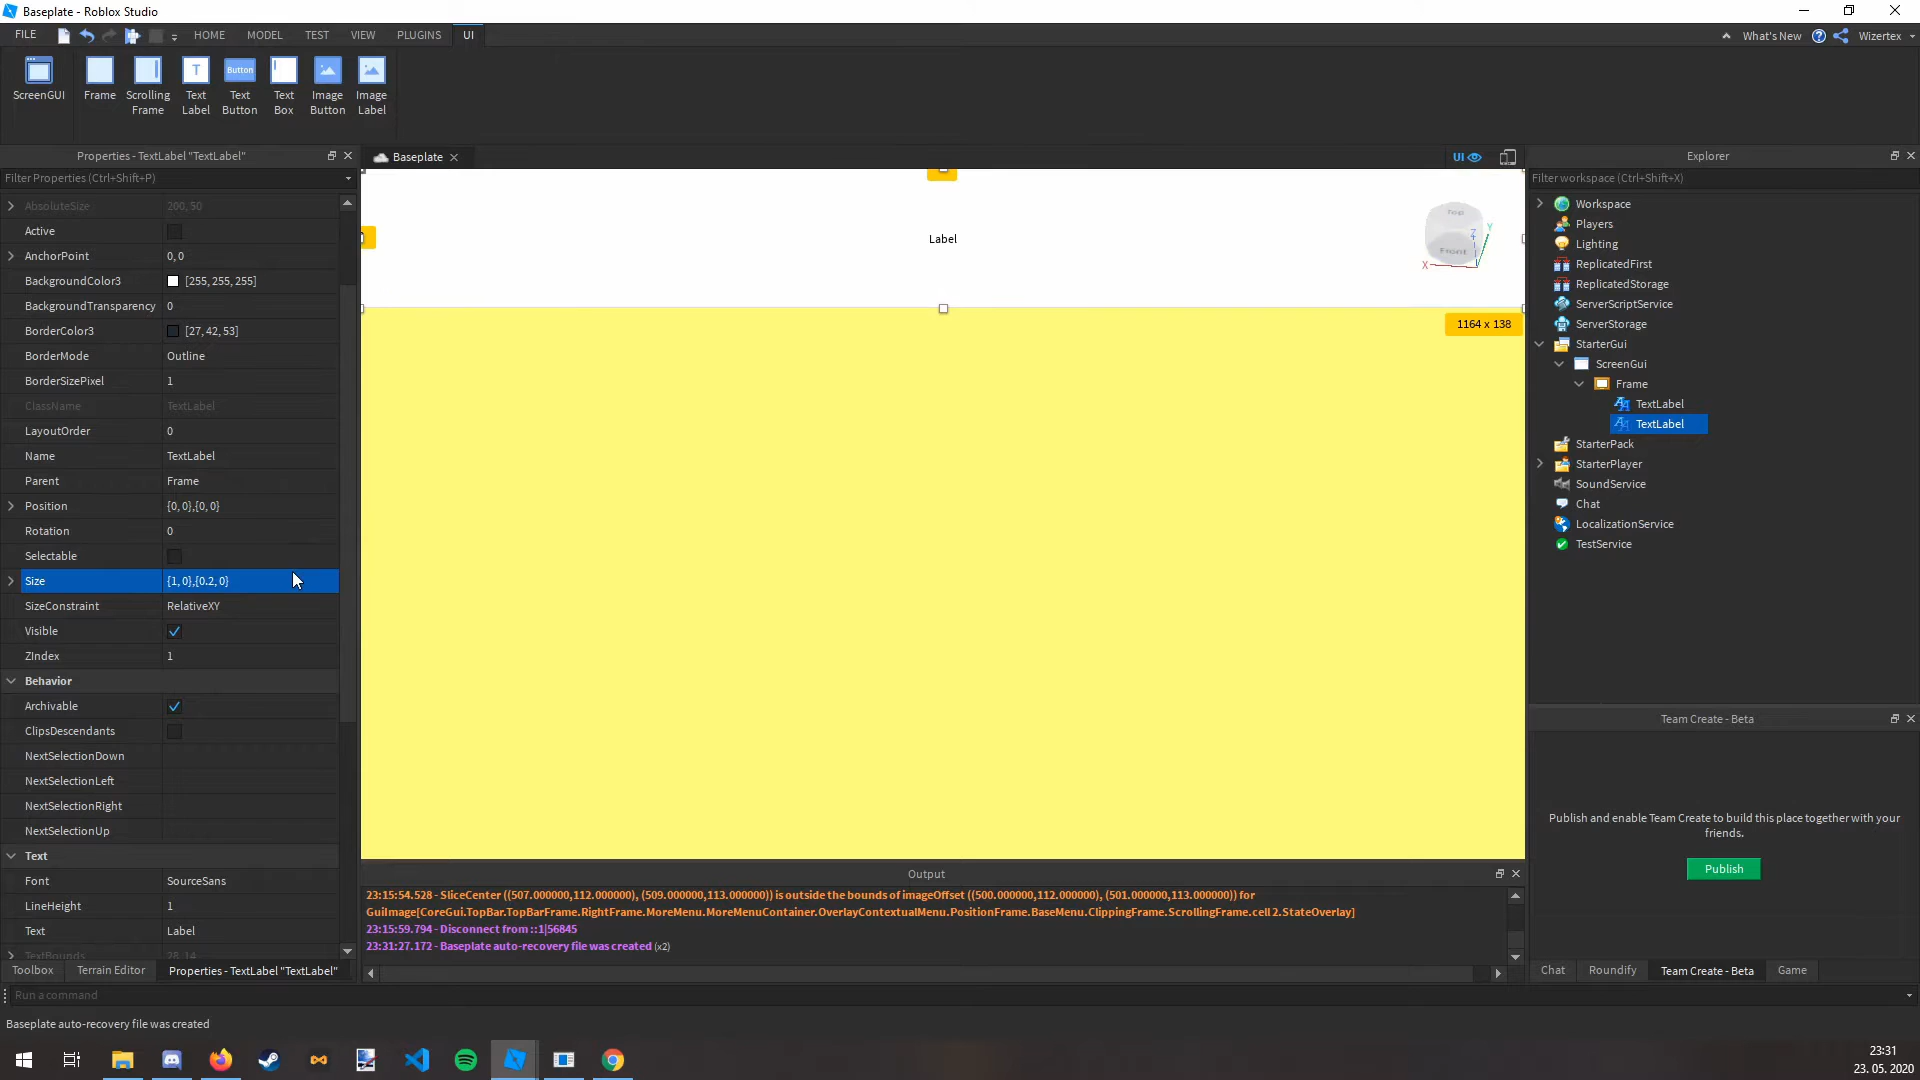 Baseplate - Roblox Studio
FILE HOME MODEL TEST VIEW PLUGINS UI What's New Wizertex
ScreenGUI Frame Scrolling Frame Text Label Text Button Button Text Box Image Button Image Label
Properties - TextLabel "TextLabel"
Filter Properties (Ctrl+Shift+P)
AbsoluteSize 200, 50
Active
AnchorPoint 0, 0
BackgroundColor3 [255, 255, 255]
BackgroundTransparency 0
BorderColor3 [27, 42, 53]
BorderMode Outline
BorderSizePixel 1
ClassName TextLabel
LayoutOrder 0
Name TextLabel
Parent Frame
Position {0, 0},{0, 0}
Rotation 0
Selectable
Size {1, 0},{0.2, 0}
SizeConstraint RelativeXY
Visible
ZIndex 1
Behavior
Archivable
ClipsDescendants
NextSelectionDown
NextSelectionLeft
NextSelectionRight
NextSelectionUp
Text
Font SourceSans
LineHeight 1
Text Label
TextBounds 28, 14
Toolbox Terrain Editor Properties - TextLabel "TextLabel"
Baseplate
UI
Label
Top
Front
X
Y
Z
1164 x 138
Output
23:15:54.528 - SliceCenter ((507.000000,112.000000), (509.000000,113.000000)) is outside the bounds of imageOffset ((500.000000,112.000000), (501.000000,113.000000)) for
GuiImage[CoreGui.TopBar.TopBarFrame.RightFrame.MoreMenu.MoreMenuContainer.OverlayContextualMenu.PositionFrame.BaseMenu.ClippingFrame.ScrollingFrame.cell 2.StateOverlay]
23:15:59.794 - Disconnect from ::1|56845
23:31:27.172 - Baseplate auto-recovery file was created (x2)
Explorer
Filter workspace (Ctrl+Shift+X)
Workspace
Players
Lighting
ReplicatedFirst
ReplicatedStorage
ServerScriptService
ServerStorage
StarterGui
ScreenGui
Frame
TextLabel
TextLabel
StarterPack
StarterPlayer
SoundService
Chat
LocalizationService
TestService
Team Create - Beta
Publish and enable Team Create to build this place together with your
friends.
Publish
Chat Roundify Team Create - Beta Game
Run a command
Baseplate auto-recovery file was created
23:31
23. 05. 2020